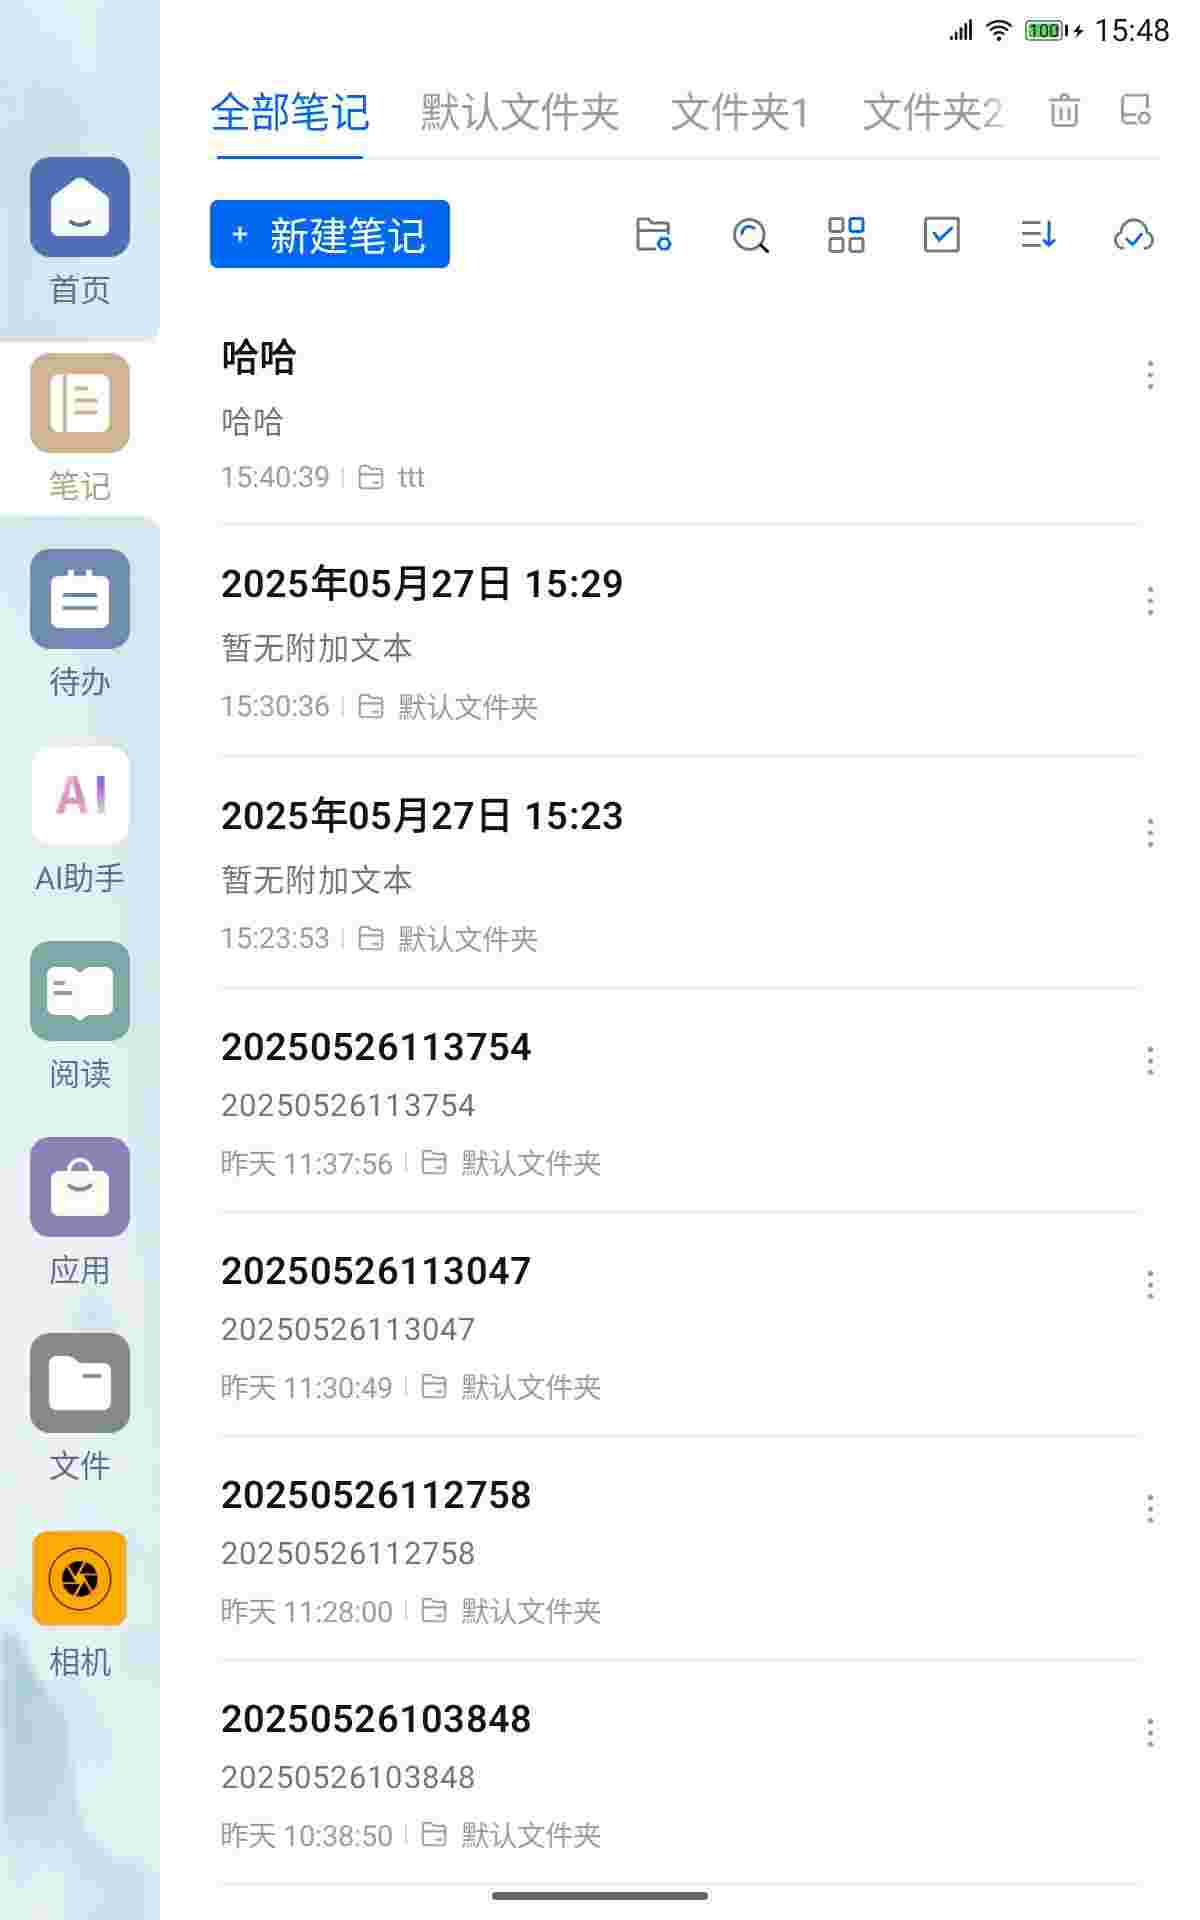 100 15:48
全部笔记 默认文件夹 文件夹1 文件夹2
+ 新建笔记
首页
笔记
待办
AI
AI助手
阅读
应用
文件
相机
哈哈
哈哈
15:40:39 ttt
2025年05月27日 15:29
暂无附加文本
15:30:36 默认文件夹
2025年05月27日 15:23
暂无附加文本
15:23:53 默认文件夹
20250526113754
20250526113754
昨天 11:37:56 默认文件夹
20250526113047
20250526113047
昨天 11:30:49 默认文件夹
20250526112758
20250526112758
昨天 11:28:00 默认文件夹
20250526103848
20250526103848
昨天 10:38:50 默认文件夹